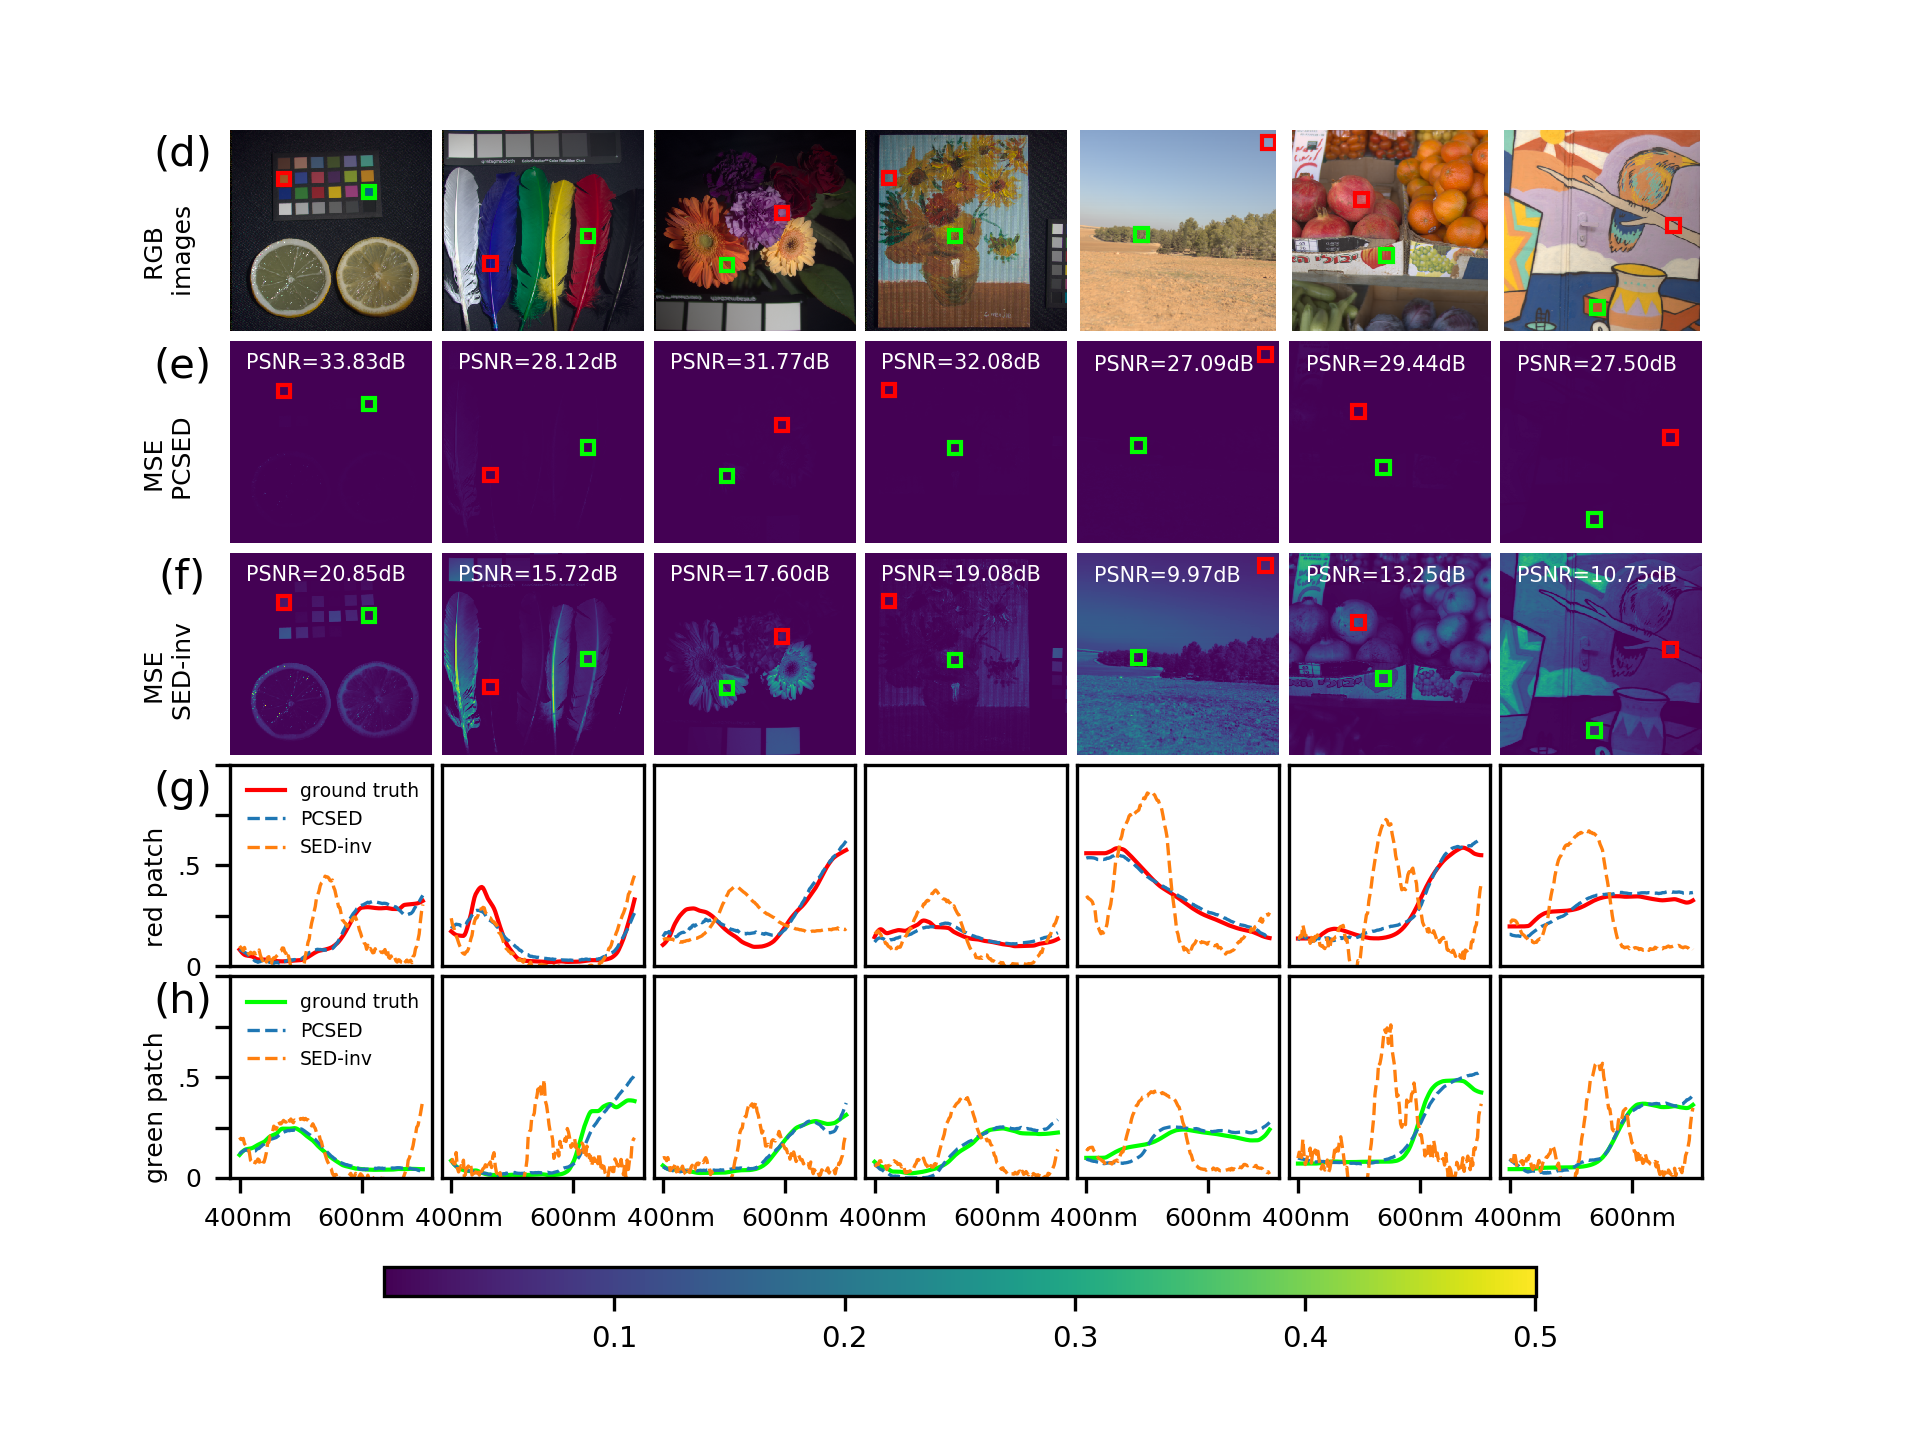 (d)
RGB
images
(e)
MSE
PCSED
PSNR=33.83dB
PSNR=28.12dB
PSNR=31.77dB
PSNR=32.08dB
PSNR=27.09dB
PSNR=29.44dB
PSNR=27.50dB
(f)
MSE
SED-inv
PSNR=20.85dB
PSNR=15.72dB
PSNR=17.60dB
PSNR=19.08dB
PSNR=9.97dB
PSNR=13.25dB
PSNR=10.75dB
(g)
red patch
.5
0
ground truth
PCSED
SED-inv
(h)
green patch
.5
0
ground truth
PCSED
SED-inv
400nm 600nm 400nm 600nm 400nm 600nm 400nm 600nm 400nm 600nm 400nm 600nm 400nm 600nm
0.1 0.2 0.3 0.4 0.5